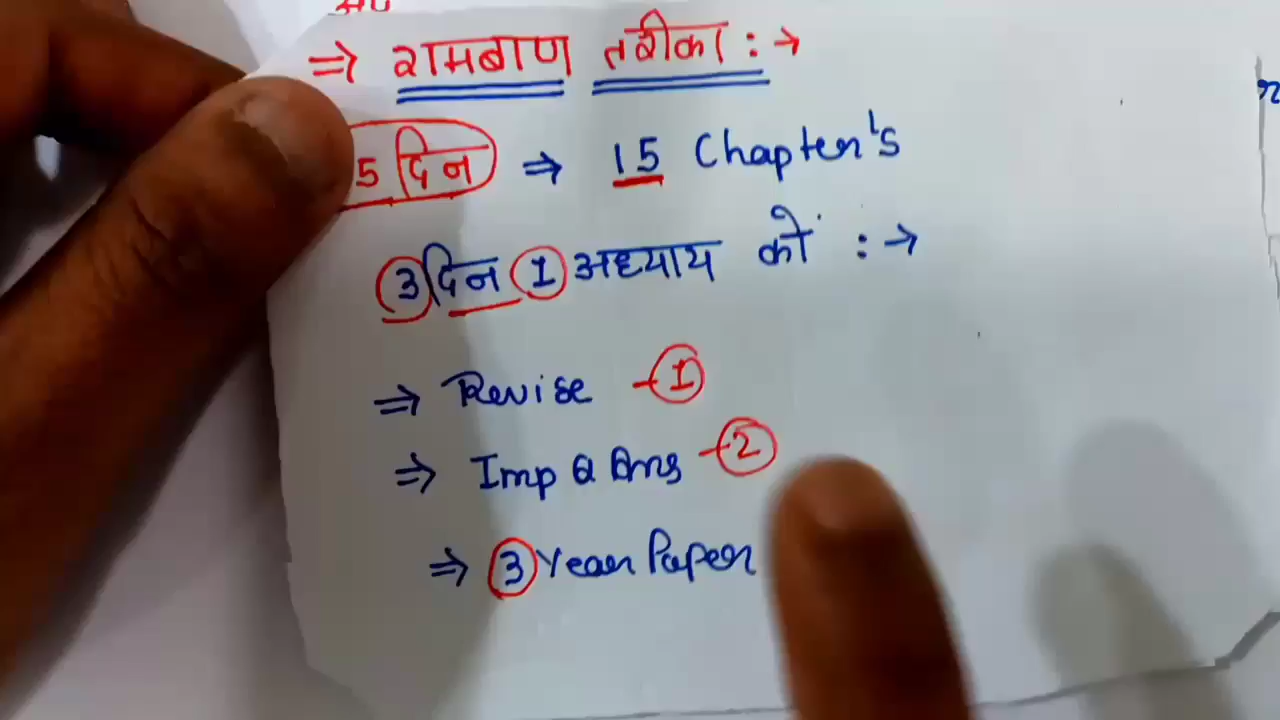 ⇒ रामबाण तरीका :→
5 दिन ⇒ 15 Chapter's
3 दिन 1 अध्याय को :→
⇒ Revise - 1
⇒ Imp Q Ans - 2
⇒ 3 Year Paper